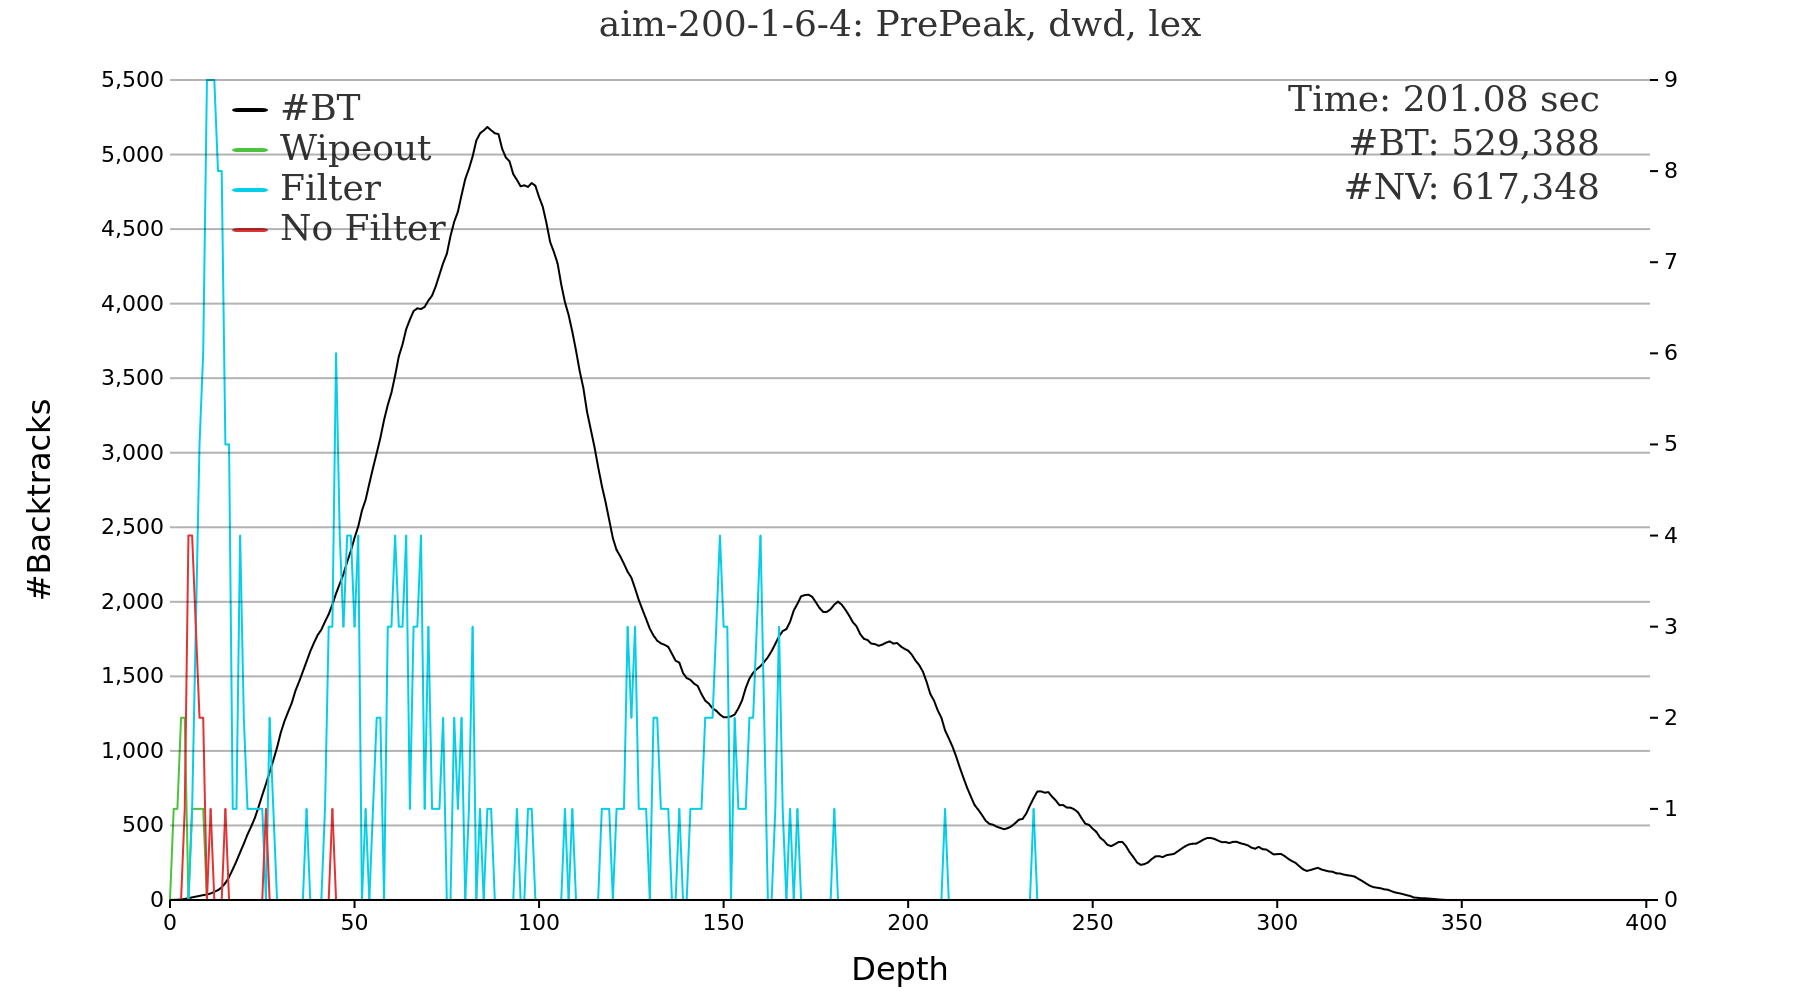 aim-200-1-6-4: PrePeak, dwd, lex
#BT
Wipeout
Filter
No Filter
Time: 201.08 sec
#BT: 529,388
#NV: 617,348
#Backtracks
5,500
5,000
4,500
4,000
3,500
3,000
2,500
2,000
1,500
1,000
500
0
9
8
7
6
5
4
3
2
1
0
0 50 100 150 200 250 300 350 400
Depth